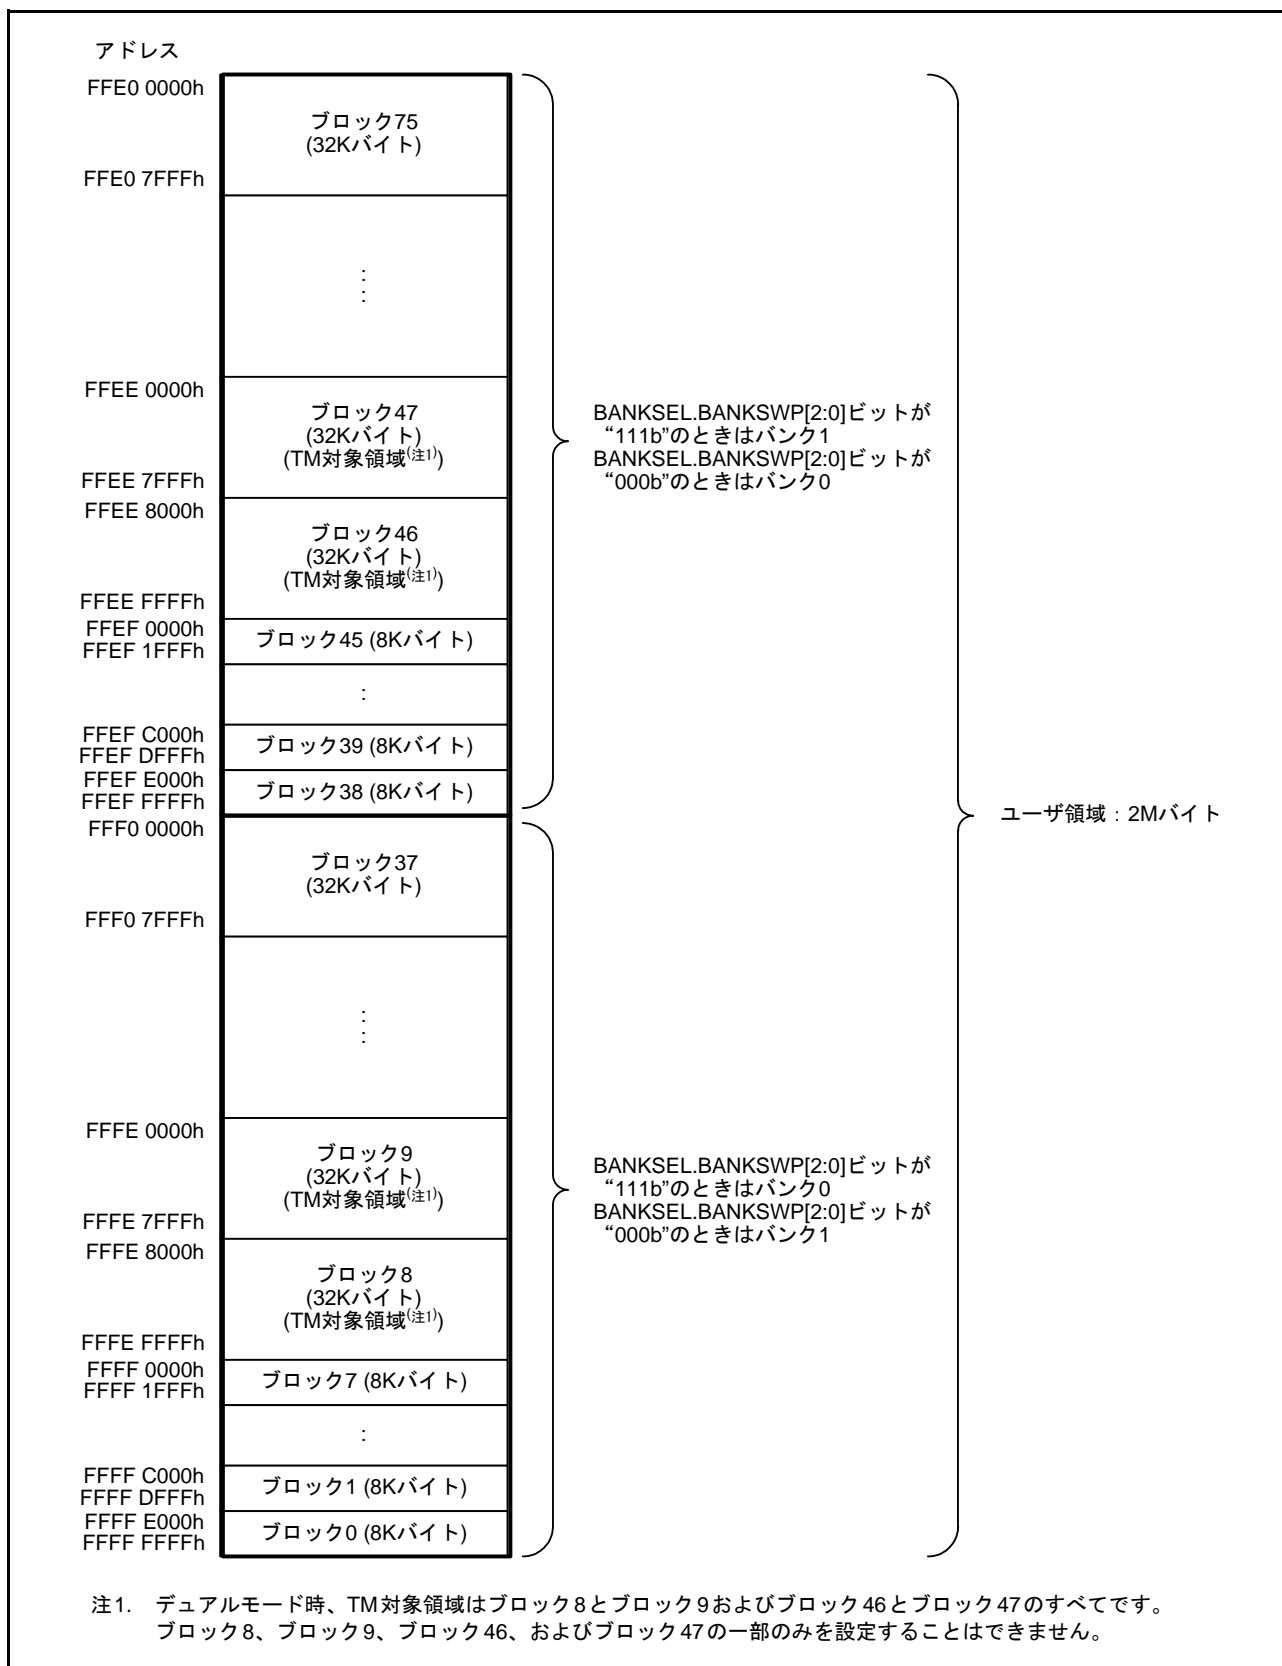 アドレス
FFE0 0000h
ブロック75
(32Kバイト)
FFE0 7FFFh
:
:
FFEE 0000h
ブロック47
(32Kバイト)
(TM対象領域(注1))
FFEE 7FFFh
FFEE 8000h
ブロック46
(32Kバイト)
(TM対象領域(注1))
FFEE FFFFh
FFEF 0000h
ブロック45 (8Kバイト)
FFEF 1FFFh
:
FFEF C000h
ブロック39 (8Kバイト)
FFEF DFFFh
FFEF E000h
ブロック38 (8Kバイト)
FFEF FFFFh
BANKSEL.BANKSWP[2:0]ビットが
“111b”のときはバンク1
BANKSEL.BANKSWP[2:0]ビットが
“000b”のときはバンク0
ユーザ領域：2Mバイト
FFF0 0000h
ブロック37
(32Kバイト)
FFF0 7FFFh
:
:
FFFE 0000h
ブロック9
(32Kバイト)
(TM対象領域(注1))
FFFE 7FFFh
FFFE 8000h
ブロック8
(32Kバイト)
(TM対象領域(注1))
FFFE FFFFh
FFFF 0000h
ブロック7 (8Kバイト)
FFFF 1FFFh
:
FFFF C000h
ブロック1 (8Kバイト)
FFFF DFFFh
FFFF E000h
ブロック0 (8Kバイト)
FFFF FFFFh
BANKSEL.BANKSWP[2:0]ビットが
“111b”のときはバンク0
BANKSEL.BANKSWP[2:0]ビットが
“000b”のときはバンク1
注1. デュアルモード時、TM対象領域はブロック8とブロック9およびブロック46とブロック47のすべてです。
ブロック8、ブロック9、ブロック46、およびブロック47の一部のみを設定することはできません。